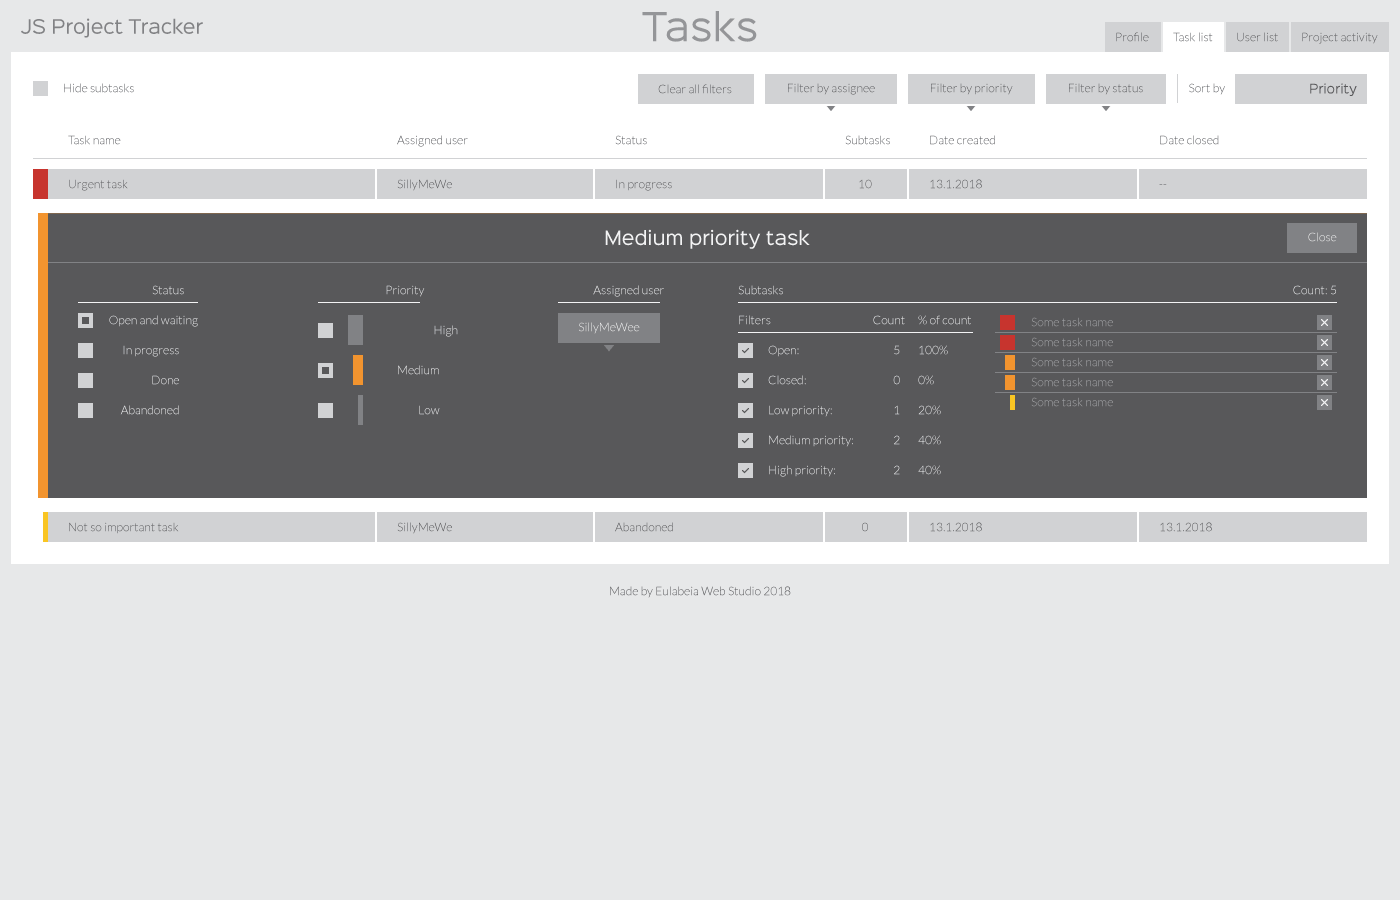 JS Project Tracker
Tasks
Profile
Task list
User list
Project activity
Hide subtasks
Clear all filters
Filter by assignee
Filter by priority
Filter by status
Sort by
Priority
Task name
Assigned user
Status
Subtasks
Date created
Date closed
Urgent task
SillyMeWe
In progress
10
13.1.2018
--
Medium priority task
Close
Status
Open and waiting
In progress
Done
Abandoned
Priority
High
Medium
Low
Assigned user
SillyMeWee
Subtasks
Count: 5
Filters Count % of count
Open: 5 100%
Closed: 0 0%
Low priority: 1 20%
Medium priority: 2 40%
High priority: 2 40%
Some task name
Some task name
Some task name
Some task name
Some task name
Not so important task
SillyMeWe
Abandoned
0
13.1.2018
13.1.2018
Made by Eulabeia Web Studio 2018